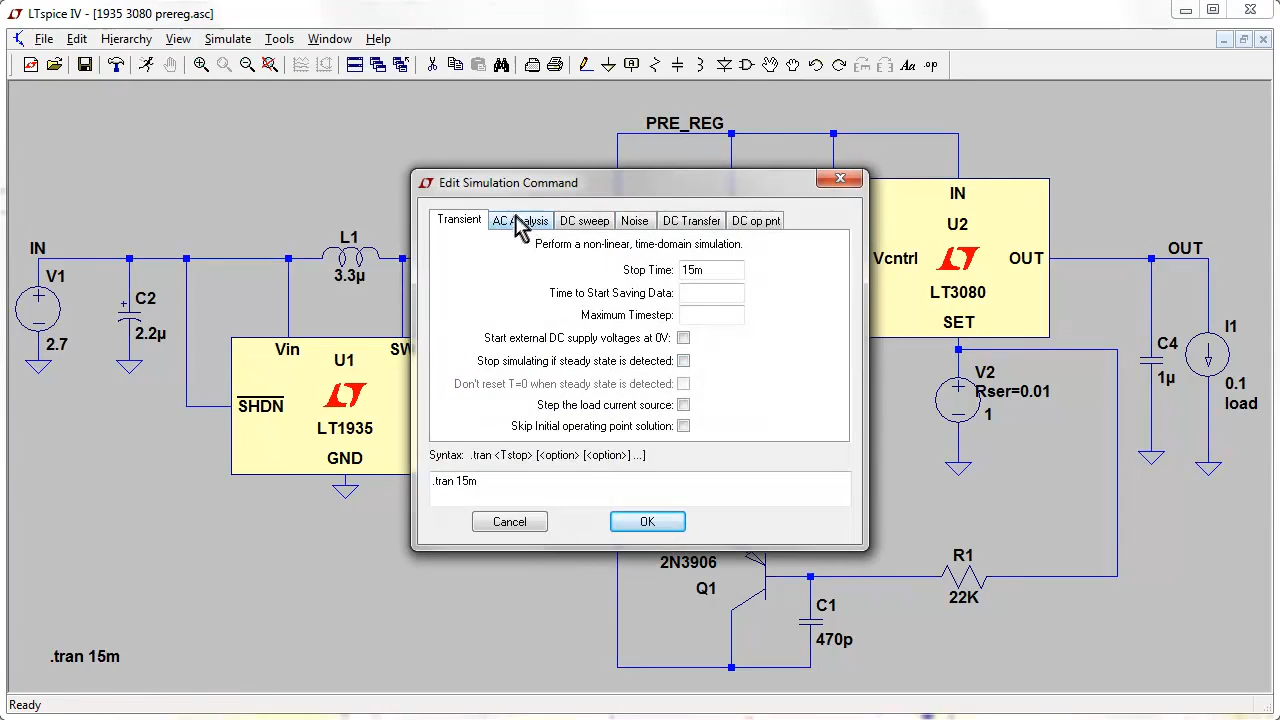 LTspice IV - [1935 3080 prereg.asc]
File Edit Hierarchy View Simulate Tools Window Help
Aa .op
PRE_REG
Edit Simulation Command
Transient AC Analysis DC sweep Noise DC Transfer DC op pnt
Perform a non-linear, time-domain simulation.
Stop Time: 15m
Time to Start Saving Data:
Maximum Timestep:
Start external DC supply voltages at 0V:
Stop simulating if steady state is detected:
Don't reset T=0 when steady state is detected:
Step the load current source:
Skip Initial operating point solution:
Syntax: .tran <Tstop> [<option> [<option>] ...]
.tran 15m
Cancel OK
IN
V1
2.7
C2
2.2µ
L1
3.3µ
Vin
U1
SW
SHDN
LT1935
GND
IN
U2
Vcntrl
OUT
LT3080
SET
OUT
V2
Rser=0.01
1
C4
1µ
I1
0.1
load
2N3906
Q1
C1
470p
R1
22K
.tran 15m
Ready